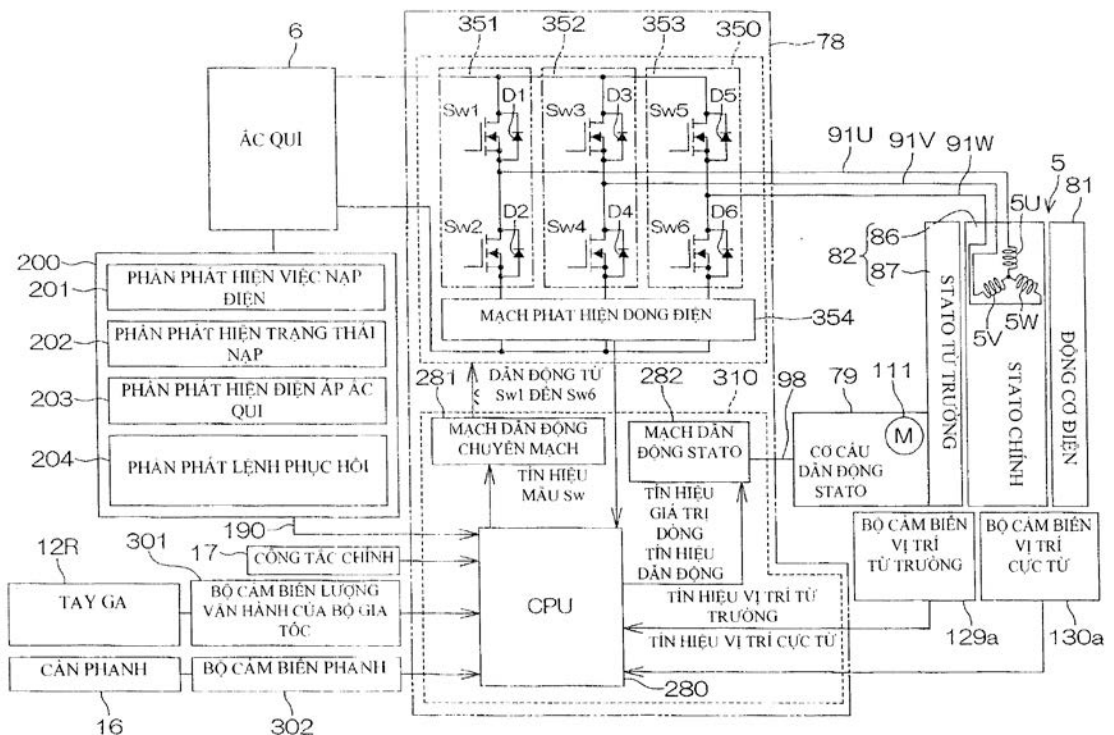 6
351
352
353
350
78
ẮC QUI
Sw1
D1
Sw3
D3
Sw5
D5
91U
91V
91W
5
81
Sw2
D2
Sw4
D4
Sw6
D6
5U
86
82
87
5V
5W
200
201
PHẦN PHÁT HIỆN VIỆC NẠP
ĐIỆN
202
PHẦN PHÁT HIỆN TRẠNG THÁI
NẠP
203
PHẦN PHÁT HIỆN ĐIỆN ÁP ẮC
QUI
204
PHẦN PHÁT LỆNH PHỤC HỒI
190
MẠCH PHÁT HIỆN DÒNG ĐIỆN
354
281
DẪN ĐỘNG TỪ
Sw1 ĐẾN Sw6
282
310
98
79
111
MẠCH DẪN ĐỘNG
CHUYỂN MẠCH
MẠCH DẪN
ĐỘNG STATO
M
CƠ CẤU
DẪN ĐỘNG
STATO
STATO TỪ TRƯỜNG
STATO CHÍNH
ĐỘNG CƠ ĐIỆN
TÍN HIỆU
MẪU Sw
TÍN HIỆU
GIÁ TRỊ
DÒNG
TÍN HIỆU
DẪN ĐỘNG
BỘ CẢM BIẾN
VỊ TRÍ
TỪ TRƯỜNG
BỘ CẢM BIẾN
VỊ TRÍ
CỰC TỪ
12R
301
17
CÔNG TẮC CHÍNH
TAY GA
BỘ CẢM BIẾN LƯỢNG
VẬN HÀNH CỦA BỘ GIA
TỐC
CPU
TÍN HIỆU VỊ TRÍ TỪ
TRƯỜNG
TÍN HIỆU VỊ TRÍ CỰC TỪ
129a
130a
CẦN PHANH
BỘ CẢM BIẾN PHANH
280
16
302